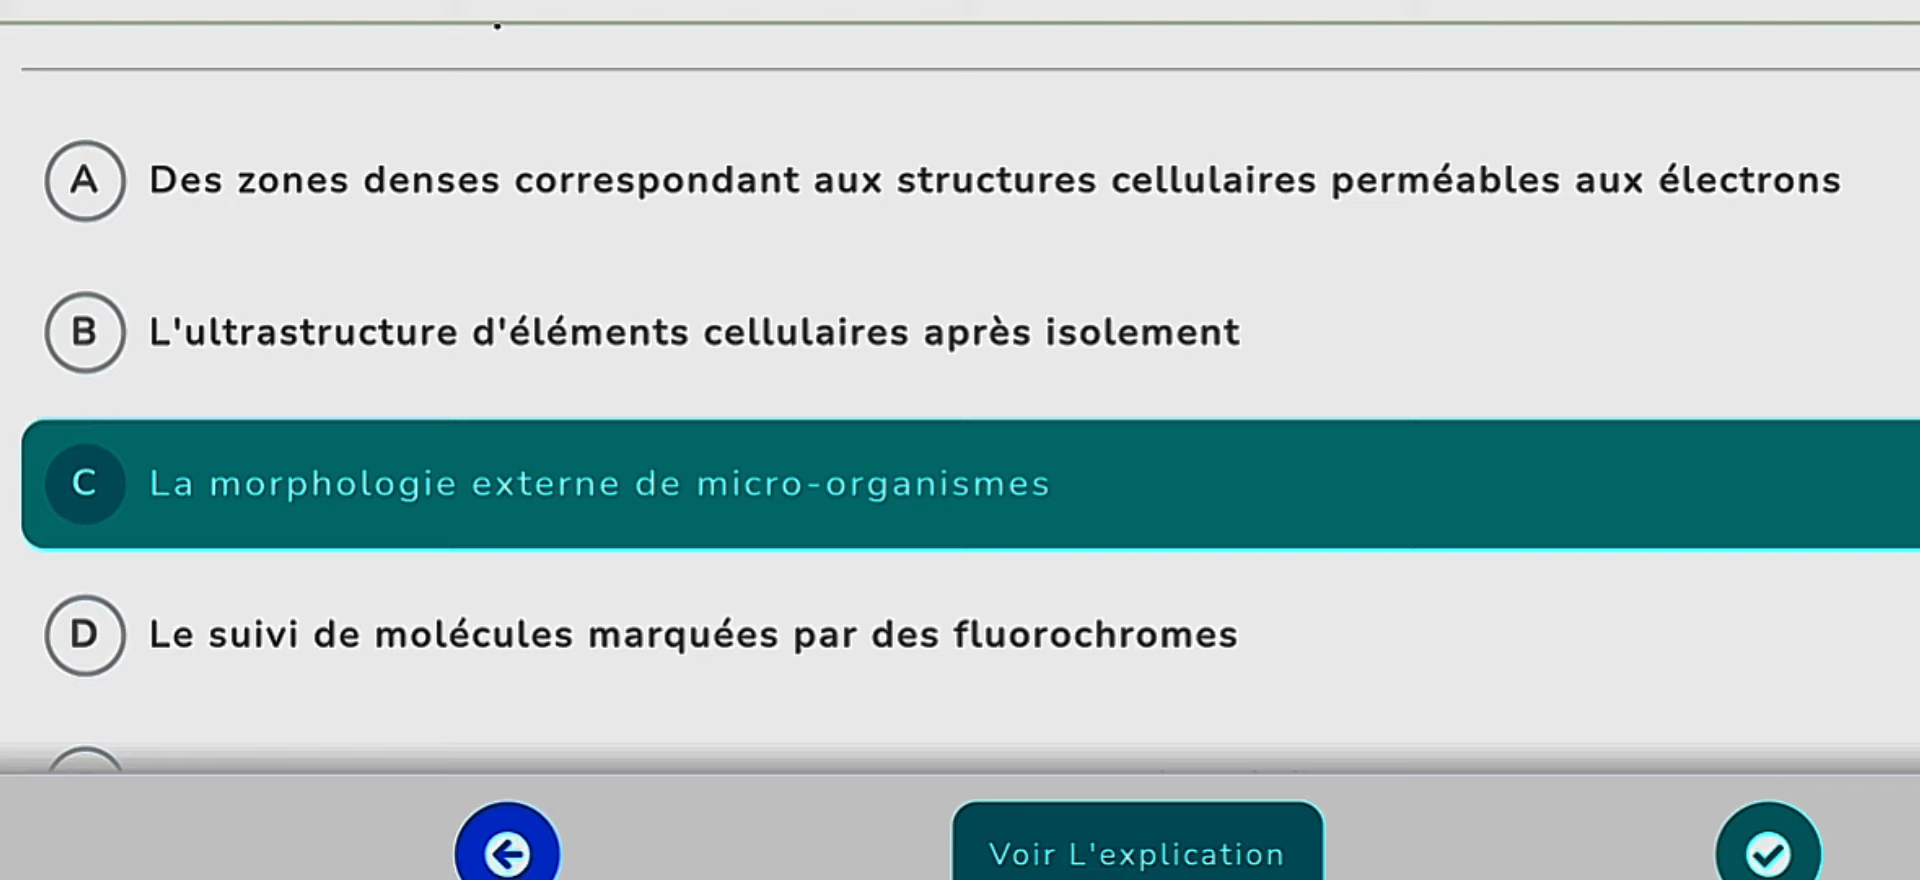 A Des zones denses correspondant aux structures cellulaires perméables aux électrons
B L'ultrastructure d'éléments cellulaires après isolement
C La morphologie externe de micro-organismes
D Le suivi de molécules marquées par des fluorochromes
Voir L'explication